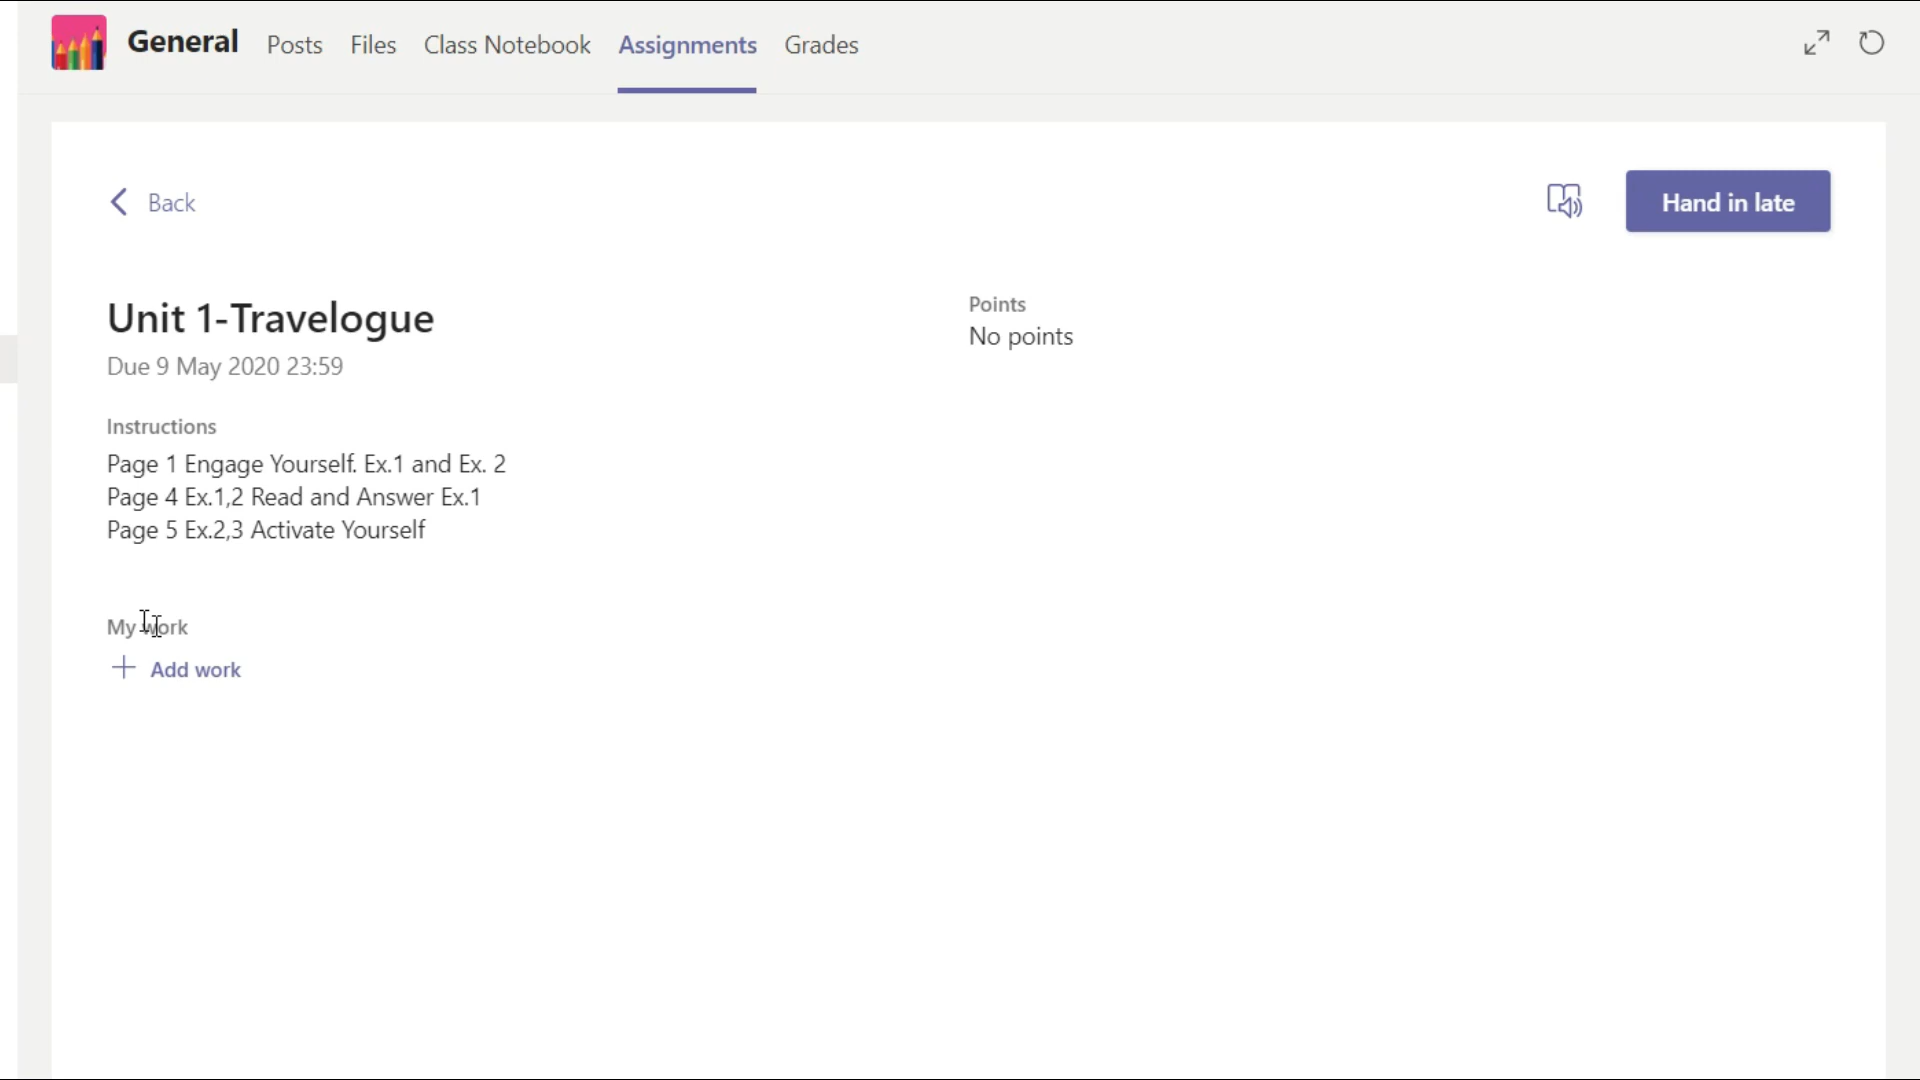 General Posts Files Class Notebook Assignments Grades
Back
Hand in late
Unit 1-Travelogue
Due 9 May 2020 23:59
Points
No points
Instructions
Page 1 Engage Yourself. Ex.1 and Ex. 2
Page 4 Ex.1,2 Read and Answer Ex.1
Page 5 Ex.2,3 Activate Yourself
My work
Add work